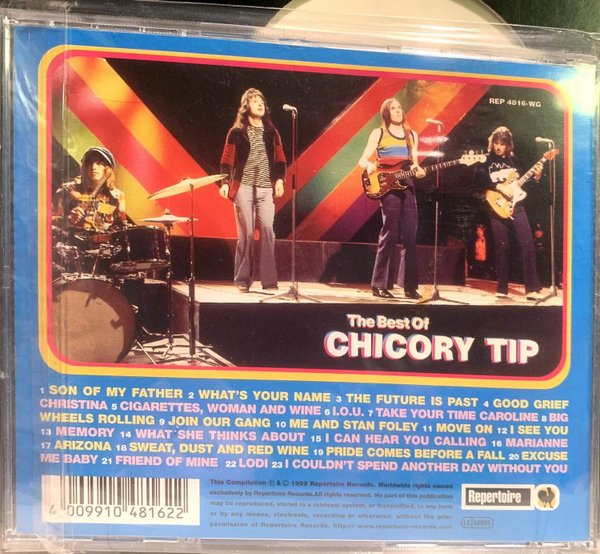 REP 4816-WG
The Best Of
CHICORY TIP
1 SON OF MY FATHER 2 WHAT'S YOUR NAME 3 THE FUTURE IS PAST 4 GOOD GRIEF
CHRISTINA 5 CIGARETTES, WOMAN AND WINE 6 I.O.U. 7 TAKE YOUR TIME CAROLINE 8 BIG
WHEELS ROLLING 9 JOIN OUR GANG 10 ME AND STAN FOLEY 11 MOVE ON 12 I SEE YOU
13 MEMORY 14 WHAT´SHE THINKS ABOUT 15 I CAN HEAR YOU CALLING 16 MARIANNE
17 ARIZONA 18 SWEAT, DUST AND RED WINE 19 PRIDE COMES BEFORE A FALL 20 EXCUSE
ME BABY 21 FRIEND OF MINE 22 LODI 23 I COULDN'T SPEND ANOTHER DAY WITHOUT YOU
This Compilation ℗ & © 1999 Repertoire Records. Worldwide rights owned
exclusively by Repertoire Records.All rights reserved. No part of this publication
may be reproduced, stored in a retrieval system, or transmitted, in any form
or by any means, electronic, recording or otherwise, without the prior
permission of Repertoire Records. http:// www.repertoire-records.com
Repertoire
4 009910 481622